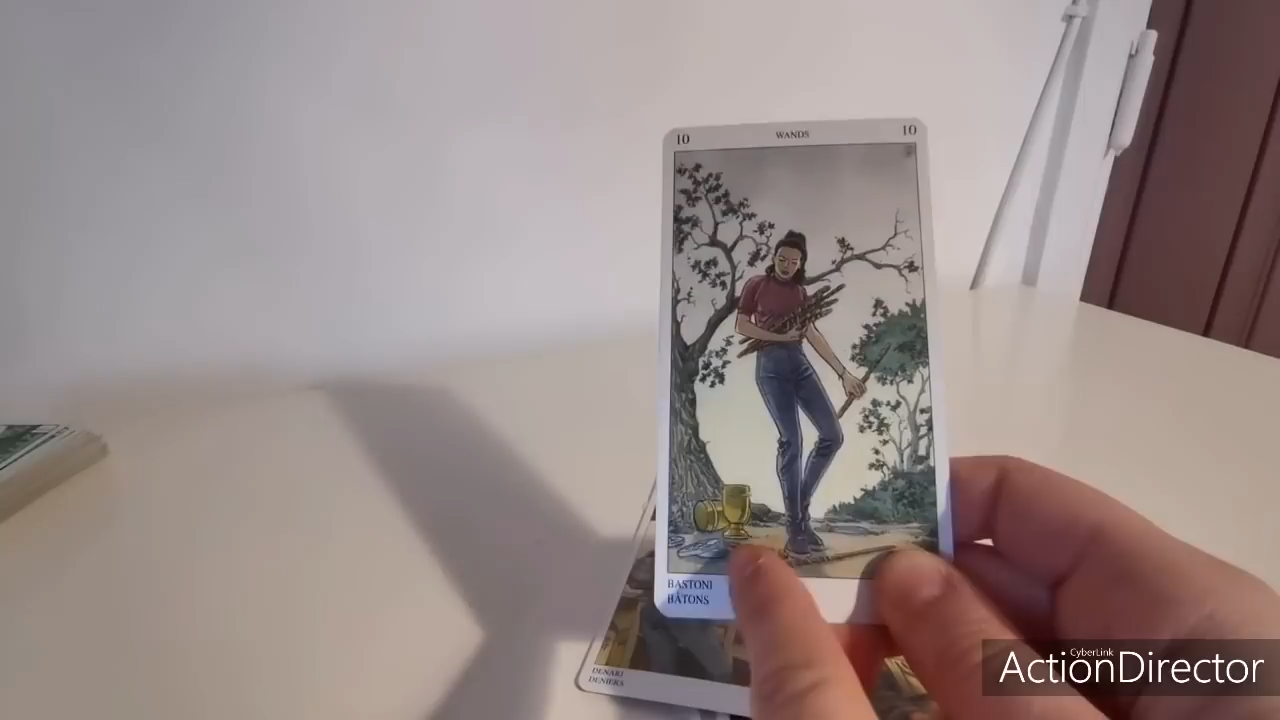 10 WANDS 10
BASTONI
BÂTONS
DENARI
DENIERS
CyberLink
ActionDirector